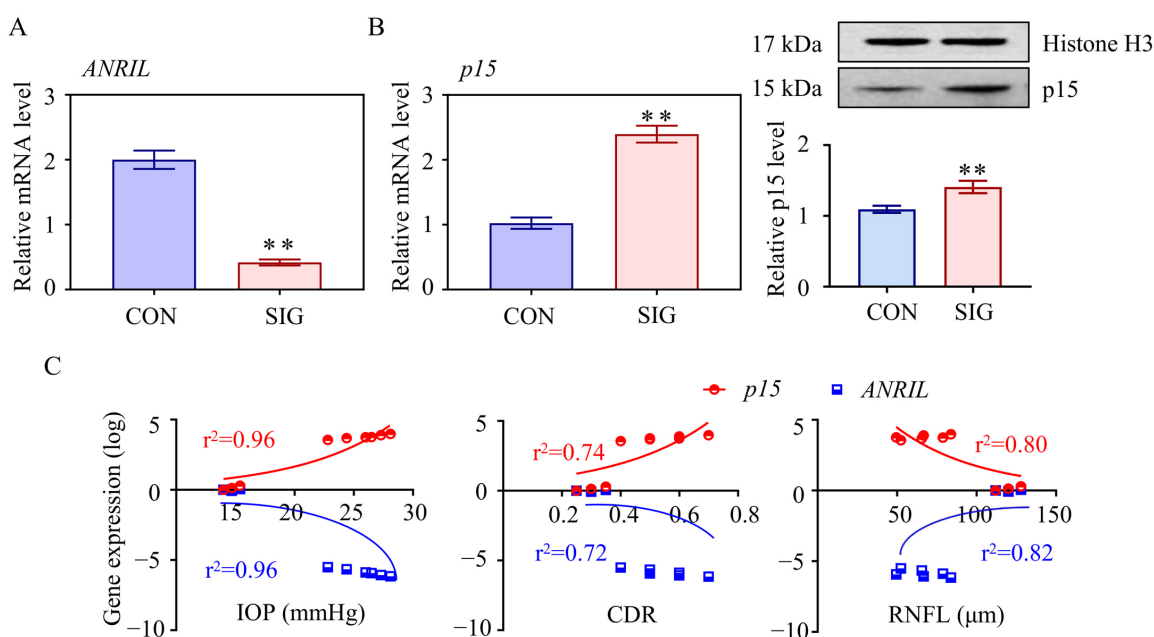 A
ANRIL
Relative mRNA level
3
2
1
0
**
CON
SIG
B
p15
Relative mRNA level
3
2
1
0
**
CON
SIG
17 kDa
Histone H3
15 kDa
p15
Relative p15 level
2
1
0
**
CON
SIG
C
p15
ANRIL
Gene expression (log)
5
0
−5
−10
r²=0.96
15
20
25
30
r²=0.96
IOP (mmHg)
5
0
−5
−10
r²=0.74
0.2
0.4
0.6
0.8
r²=0.72
CDR
5
0
−5
−10
r²=0.80
50
100
150
r²=0.82
RNFL (μm)